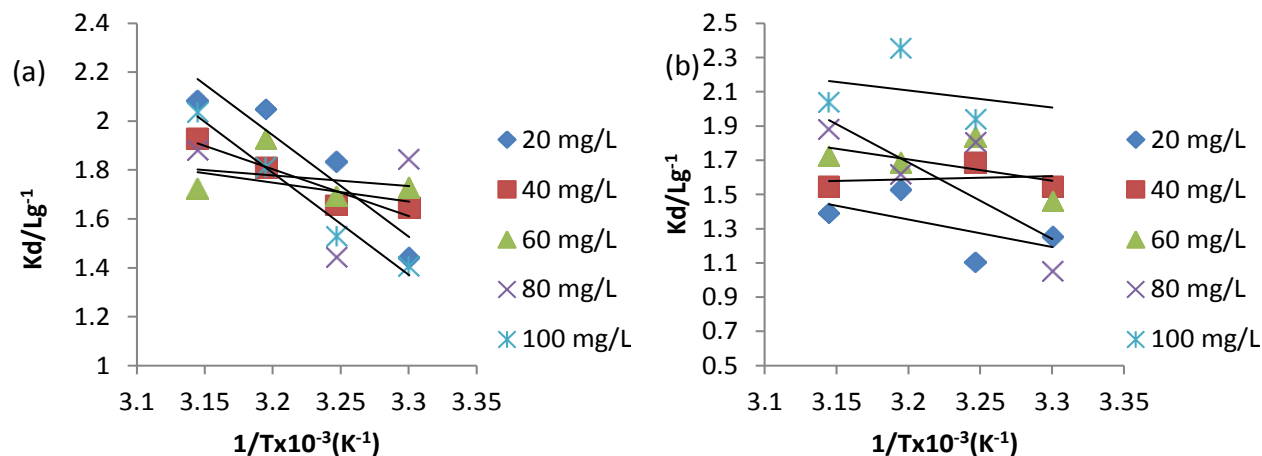 (a)
Kd/Lg-1
2.4
2.2
2
1.8
1.6
1.4
1.2
1
3.1 3.15 3.2 3.25 3.3 3.35
1/Tx10-3(K-1)
20 mg/L
40 mg/L
60 mg/L
80 mg/L
100 mg/L
(b)
Kd/Lg-1
2.5
2.3
2.1
1.9
1.7
1.5
1.3
1.1
0.9
0.7
0.5
3.1 3.15 3.2 3.25 3.3 3.35
1/Tx10-3(K-1)
20 mg/L
40 mg/L
60 mg/L
80 mg/L
100 mg/L